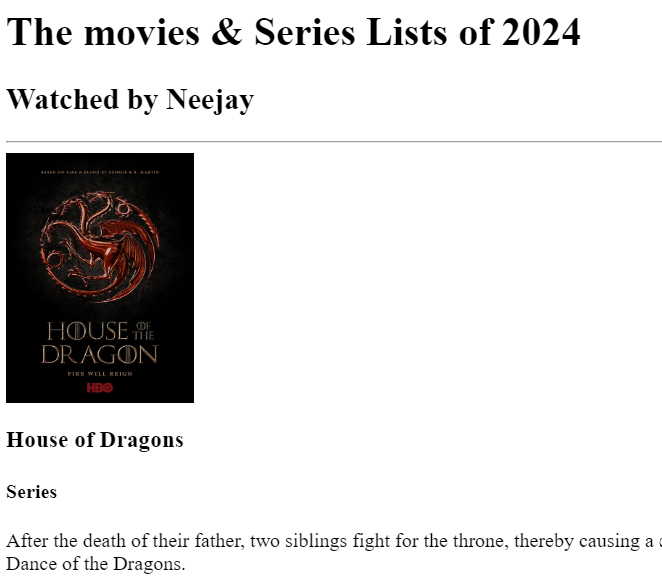 The movies & Series Lists of 2024
Watched by Neejay
BASED ON FIRE & BLOOD BY GEORGE R.R. MARTIN
HOUSE OF THE
DRAGON
FIRE WILL REIGN
HBO
House of Dragons
Series
After the death of their father, two siblings fight for the throne, thereby causing a
Dance of the Dragons.